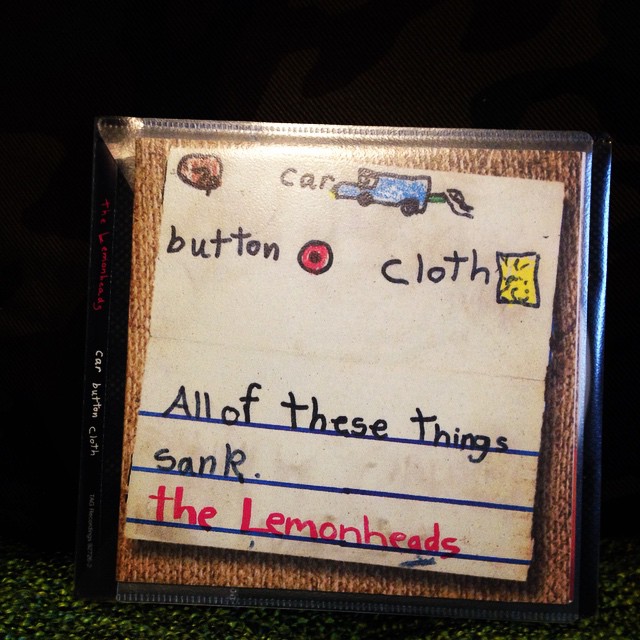 car
button
cloth
All of these things
sank.
the Lemonheads
the Lemonheads
car button cloth